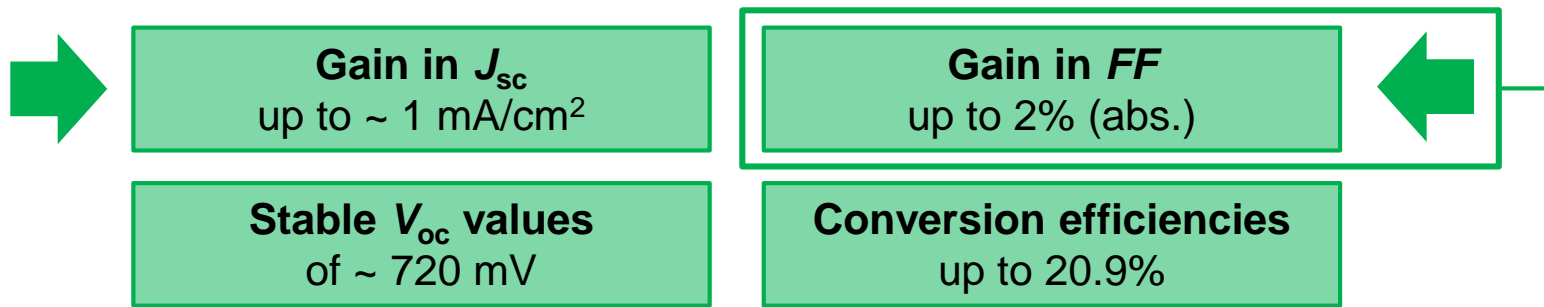 Gain in Jsc
up to ~ 1 mA/cm²
Gain in FF
up to 2% (abs.)
Stable Voc values
of ~ 720 mV
Conversion efficiencies
up to 20.9%